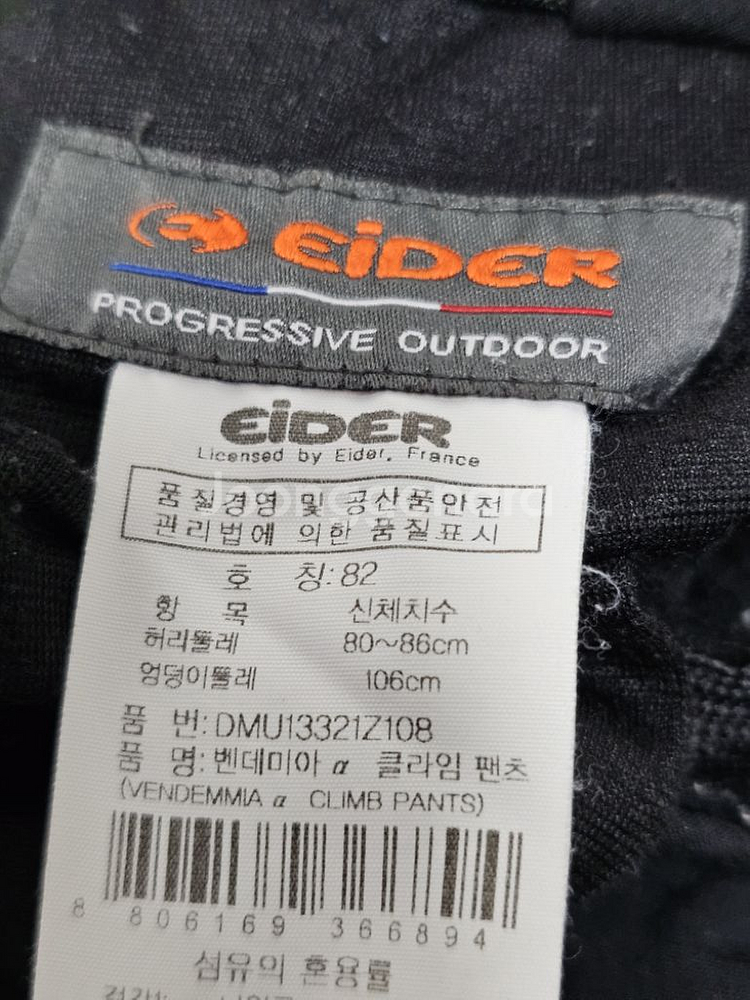 EiDER
PROGRESSIVE OUTDOOR
EiDER
Licensed by Eider, France
품질경영 및 공산품안전
관리법에 의한 품질표시
호 칭: 82
항 목 신체치수
허리둘레 80~86cm
엉덩이둘레 106cm
품 번: DMU13321Z108
품 명: 벤데미아 α 클라임 팬츠
(VENDEMMIA α CLIMB PANTS)
8 806169 366894
섬유의 혼용률